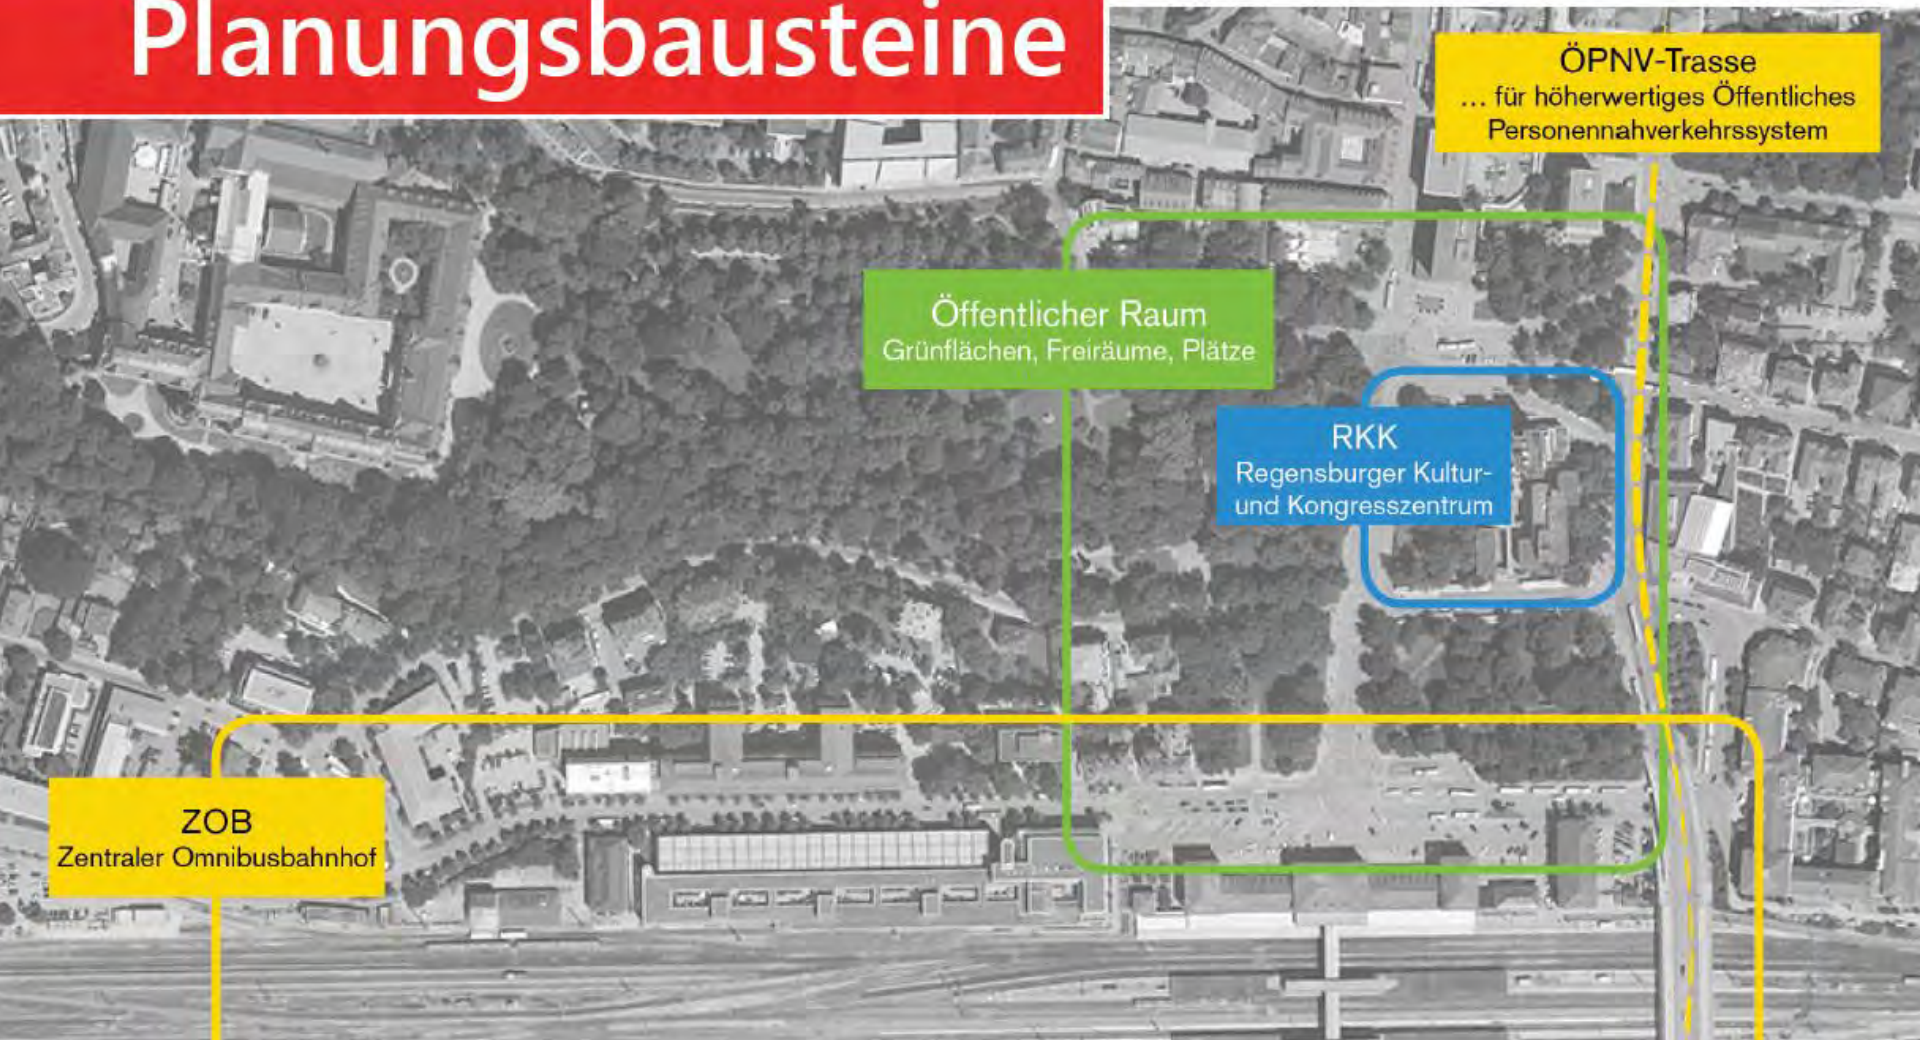 Planungsbausteine
ÖPNV-Trasse
... für höherwertiges Öffentliches
Personennahverkehrssystem
Öffentlicher Raum
Grünflächen, Freiräume, Plätze
RKK
Regensburger Kultur-
und Kongresszentrum
ZOB
Zentraler Omnibusbahnhof